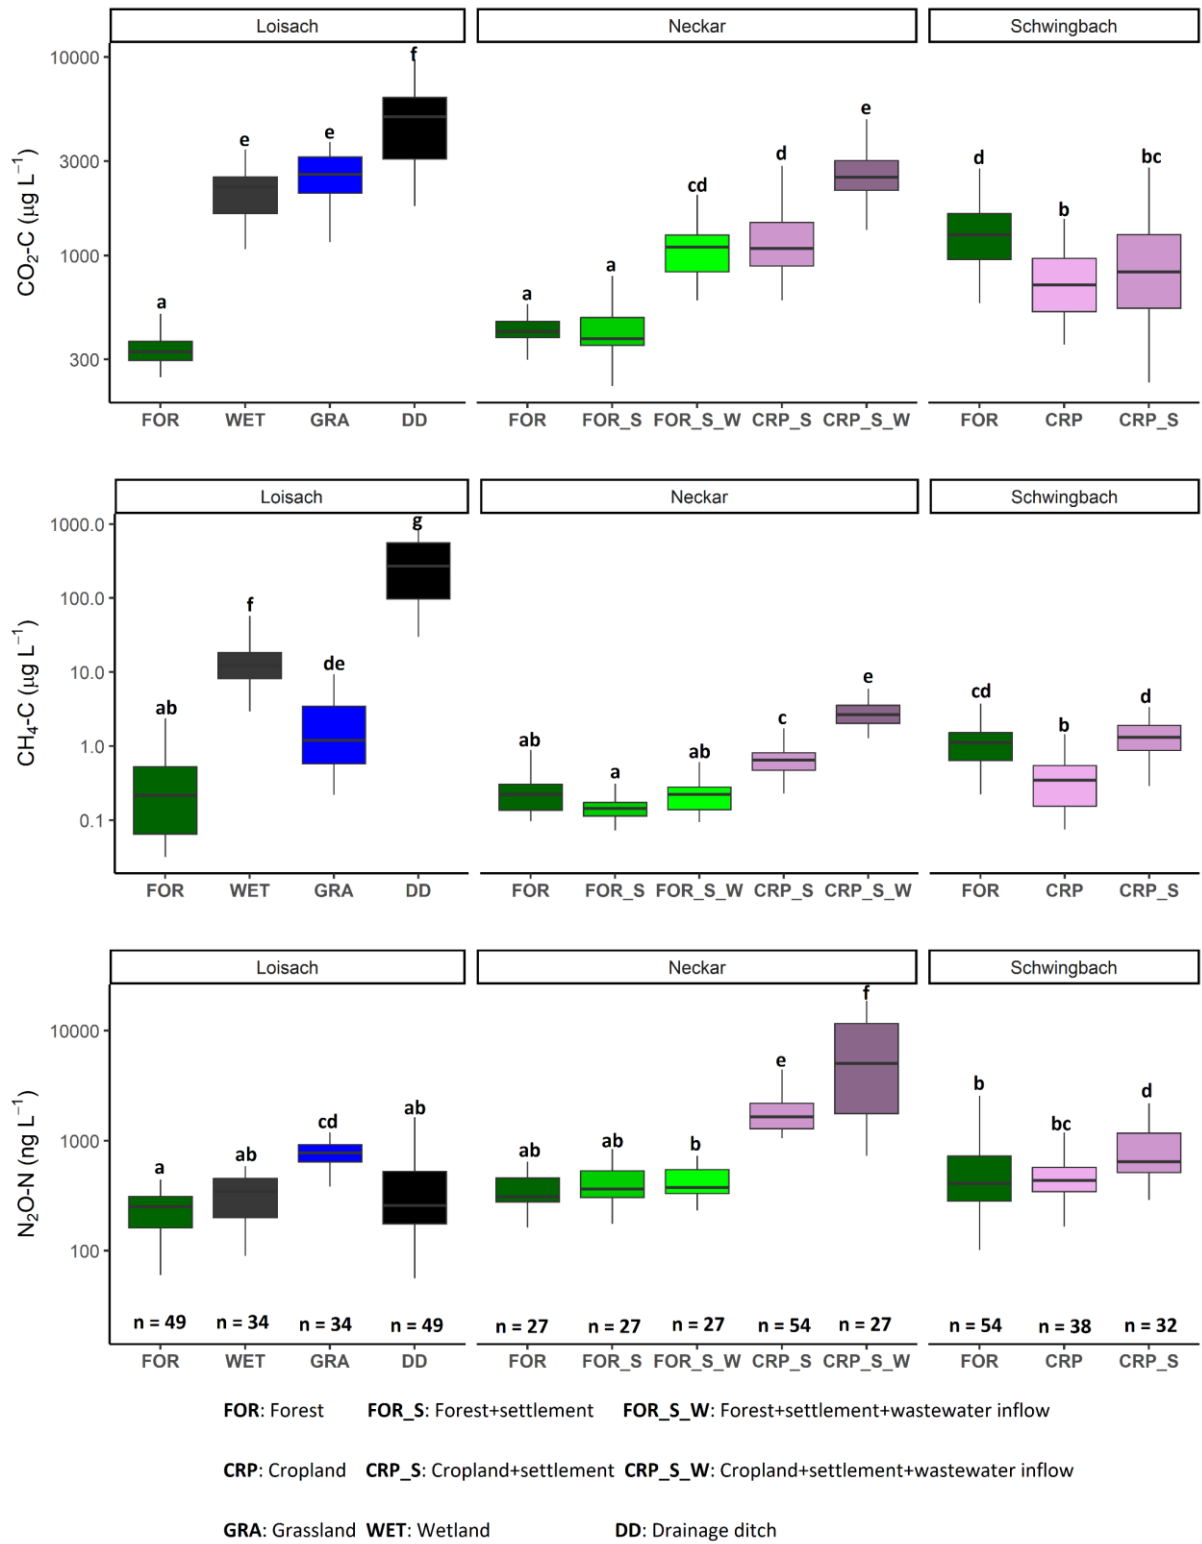 Loisach Neckar Schwingbach
CO₂-C (μg L⁻¹)
10000
3000
1000
300
a e e f
a a cd d e
d b bc
FOR WET GRA DD FOR FOR_S FOR_S_W CRP_S CRP_S_W FOR CRP CRP_S
Loisach Neckar Schwingbach
CH₄-C (μg L⁻¹)
1000.0
100.0
10.0
1.0
0.1
ab f de g
ab a ab c e
cd b d
FOR WET GRA DD FOR FOR_S FOR_S_W CRP_S CRP_S_W FOR CRP CRP_S
Loisach Neckar Schwingbach
N₂O-N (ng L⁻¹)
10000
1000
100
a ab cd ab
ab ab b e f
b bc d
n = 49 n = 34 n = 34 n = 49 n = 27 n = 27 n = 27 n = 54 n = 27 n = 54 n = 38 n = 32
FOR WET GRA DD FOR FOR_S FOR_S_W CRP_S CRP_S_W FOR CRP CRP_S
FOR: Forest FOR_S: Forest+settlement FOR_S_W: Forest+settlement+wastewater inflow
CRP: Cropland CRP_S: Cropland+settlement CRP_S_W: Cropland+settlement+wastewater inflow
GRA: Grassland WET: Wetland DD: Drainage ditch